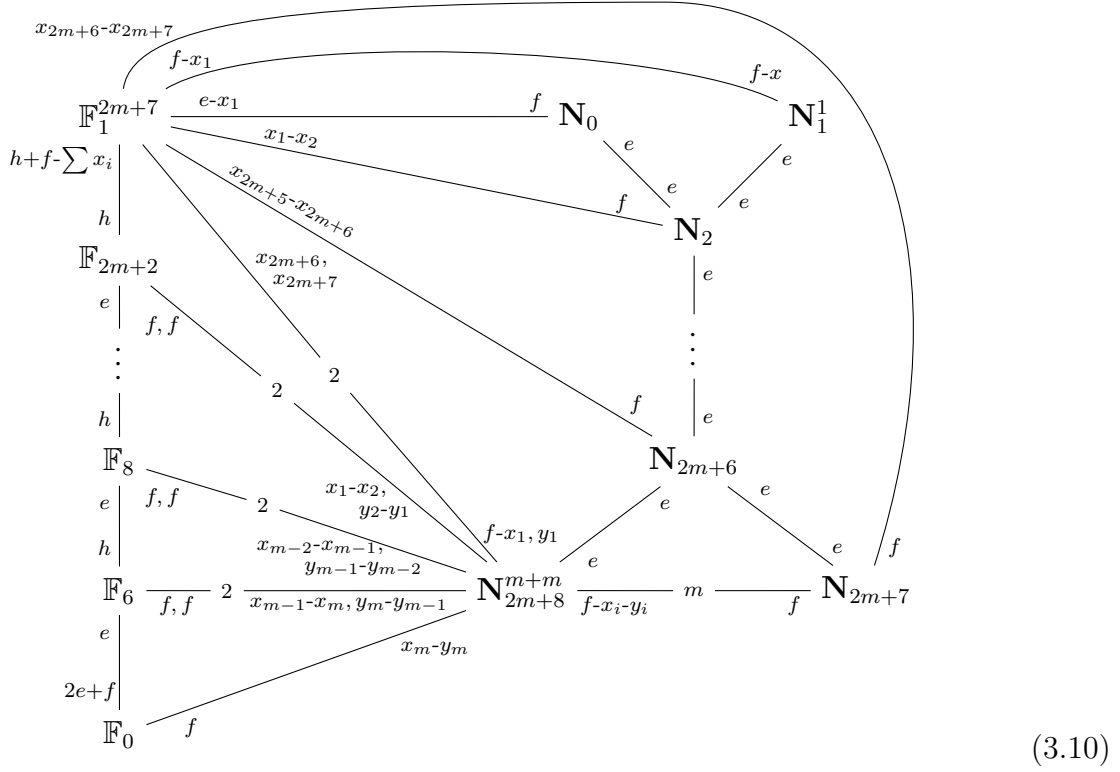 x_{2m+6}-x_{2m+7}
f-x_1
f-x
𝔽_1^{2m+7}
e-x_1
f
𝐍_0
𝐍_1^1
h+f-∑ x_i
x_1-x_2
e
e
x_{2m+5}-x_{2m+6}
f
e
e
h
𝐍_2
𝔽_{2m+2}
x_{2m+6},
x_{2m+7}
e
e
f, f
⋮
⋮
2
2
h
f
e
𝔽_8
𝐍_{2m+6}
e
f, f
2
x_1-x_2,
y_2-y_1
e
e
h
x_{m-2}-x_{m-1},
y_{m-1}-y_{m-2}
f-x_1, y_1
e
e
f
𝔽_6
f, f
2
x_{m-1}-x_m, y_m-y_{m-1}
𝐍_{2m+8}^{m+m}
f-x_i-y_i
m
f
𝐍_{2m+7}
e
x_m-y_m
2e+f
𝔽_0
f
(3.10)